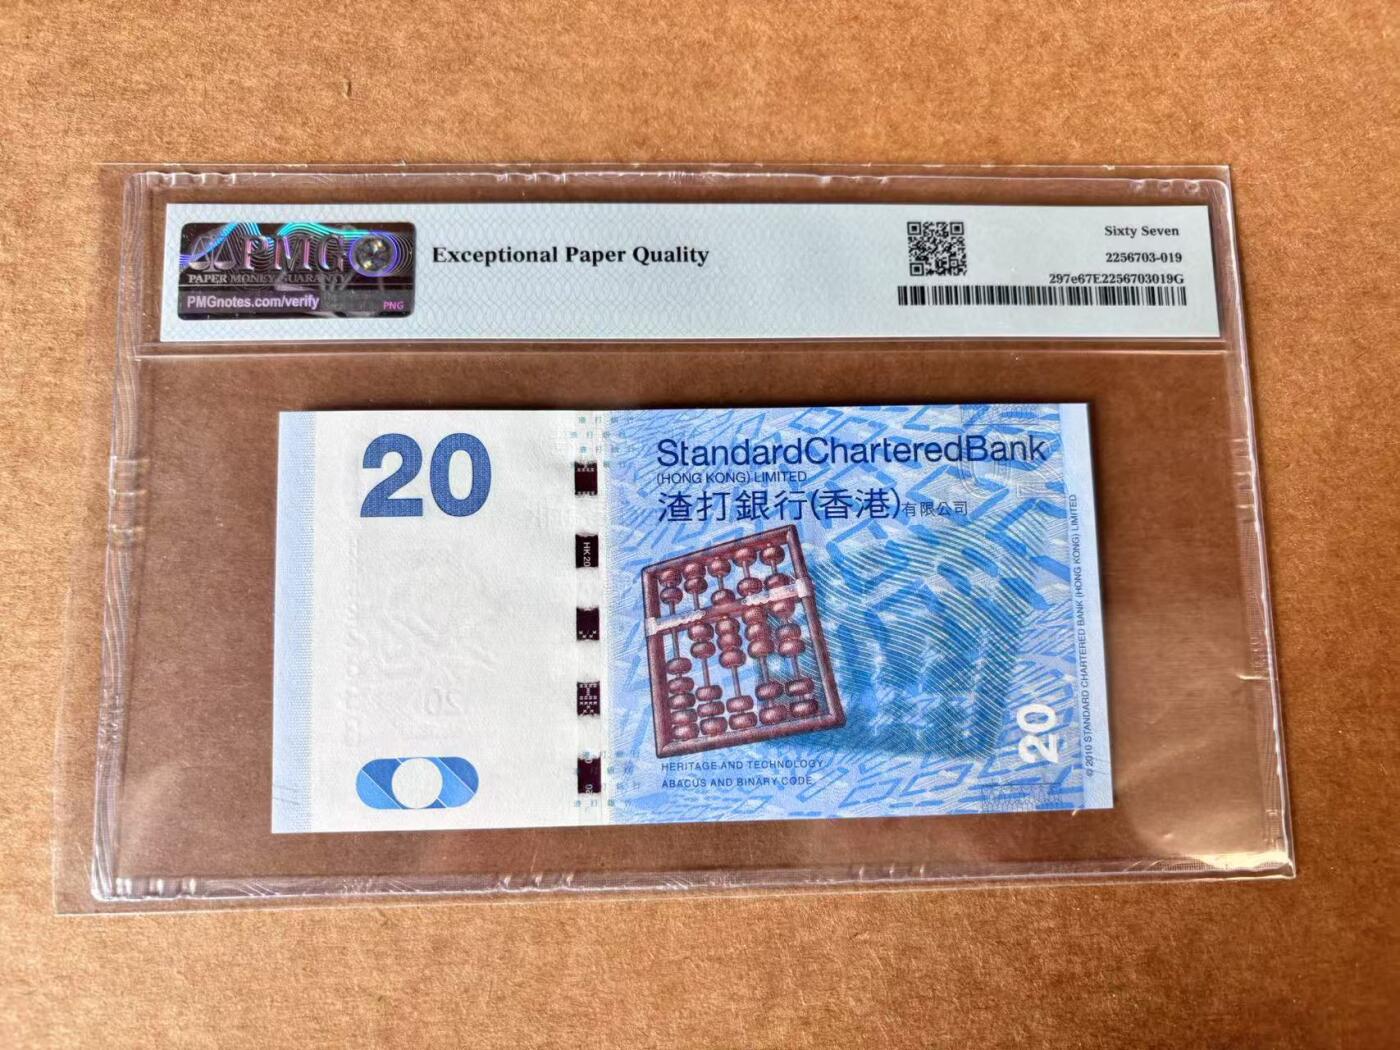 PMG
PAPER MONEY GUARANTY
PMGnotes.com/verify
PNG
Exceptional Paper Quality
Sixty Seven
2256703-019
297e67E2256703019G
20
StandardCharteredBank
(HONG KONG) LIMITED
渣打銀行(香港)有限公司
HK20
HERITAGE AND TECHNOLOGY
ABACUS AND BINARY CODE
20
© 2010 STANDARD CHARTERED BANK (HONG KONG) LIMITED